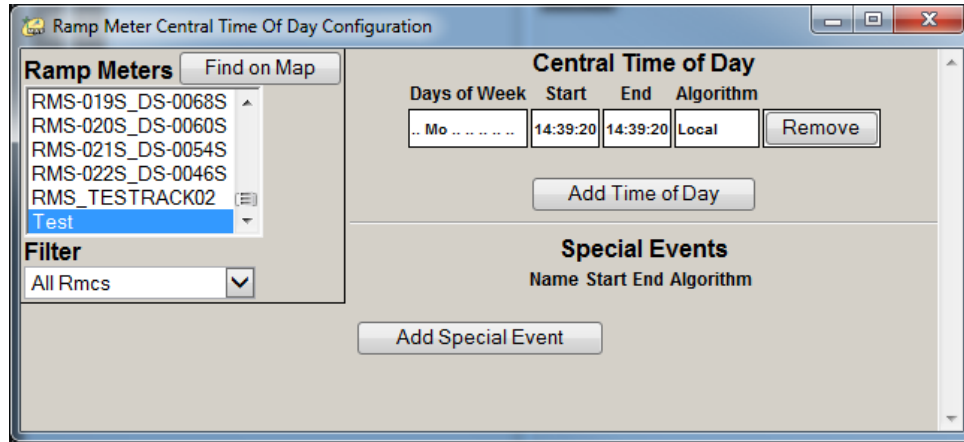 Ramp Meter Central Time Of Day Configuration
Ramp Meters Find on Map
RMS-019S_DS-0068S
RMS-020S_DS-0060S
RMS-021S_DS-0054S
RMS-022S_DS-0046S
RMS_TESTRACK02
Test
Filter
All Rmcs
Central Time of Day
Days of Week Start End Algorithm
.. Mo .. .. .. .. .. 14:39:20 14:39:20 Local Remove
Add Time of Day
Special Events
Name Start End Algorithm
Add Special Event